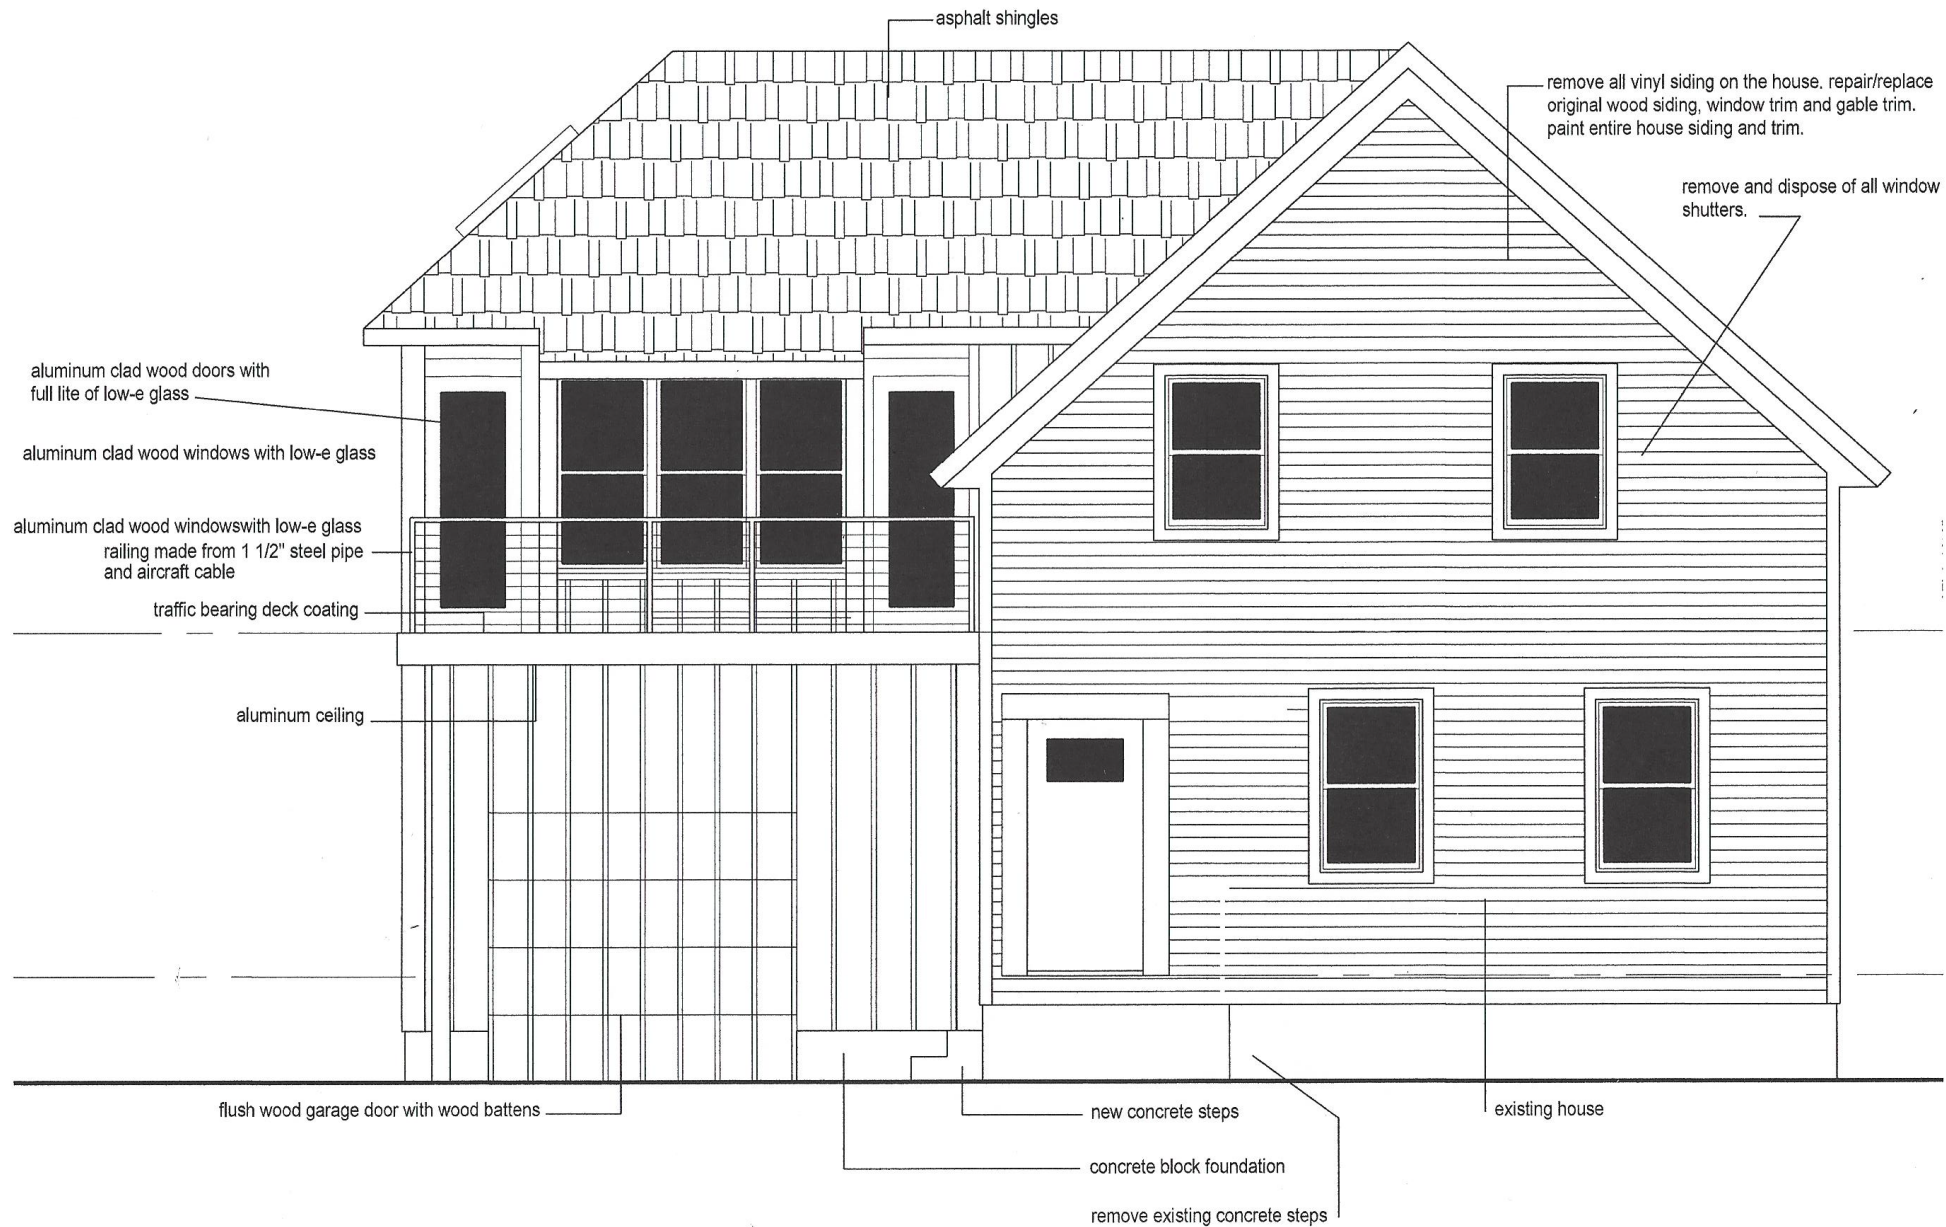 asphalt shingles
remove all vinyl siding on the house. repair/replace
original wood siding, window trim and gable trim.
paint entire house siding and trim.
remove and dispose of all window
shutters.
aluminum clad wood doors with
full lite of low-e glass
aluminum clad wood windows with low-e glass
aluminum clad wood windowswith low-e glass
railing made from 1 1/2" steel pipe
and aircraft cable
traffic bearing deck coating
aluminum ceiling
flush wood garage door with wood battens
new concrete steps
existing house
concrete block foundation
remove existing concrete steps